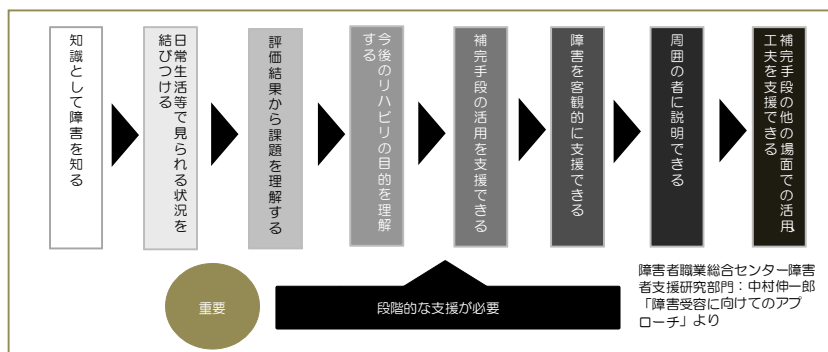 知識として障害を知る
日常生活等で見られる状況を
結びつける
評価結果から課題を理解する
今後のリハビリの目的を理解
する
補完手段の活用を支援できる
障害を客観的に支援できる
周囲の者に説明できる
補完手段の他の場面での活用、
工夫を支援できる
重要
段階的な支援が必要
障害者職業総合センター障害
者支援研究部門：中村伸一郎
「障害受容に向けてのアプ
ローチ」より